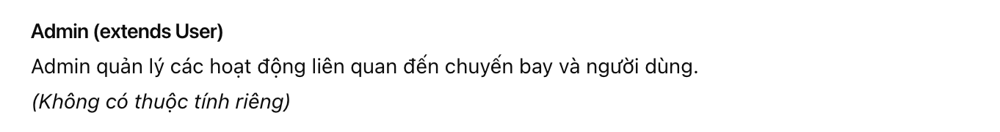 Admin (extends User)
Admin quản lý các hoạt động liên quan đến chuyến bay và người dùng.
(Không có thuộc tính riêng)